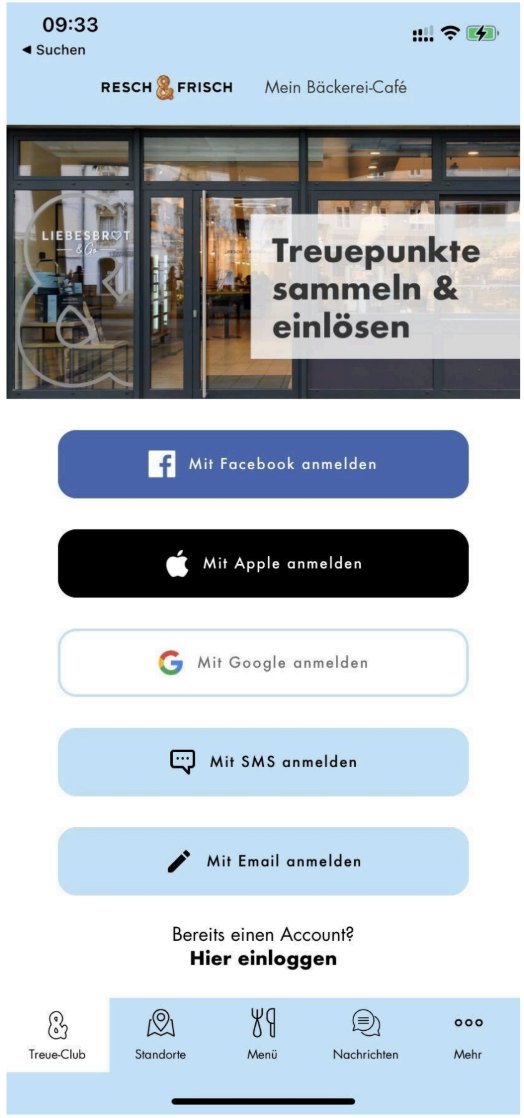 09:33
◀ Suchen
RESCH & FRISCH Mein Bäckerei-Café
LIEBESBROT
& Go
Treuepunkte
sammeln &
einlösen
Mit Facebook anmelden
Mit Apple anmelden
Mit Google anmelden
Mit SMS anmelden
Mit Email anmelden
Bereits einen Account?
Hier einloggen
Treue-Club Standorte Menü Nachrichten Mehr